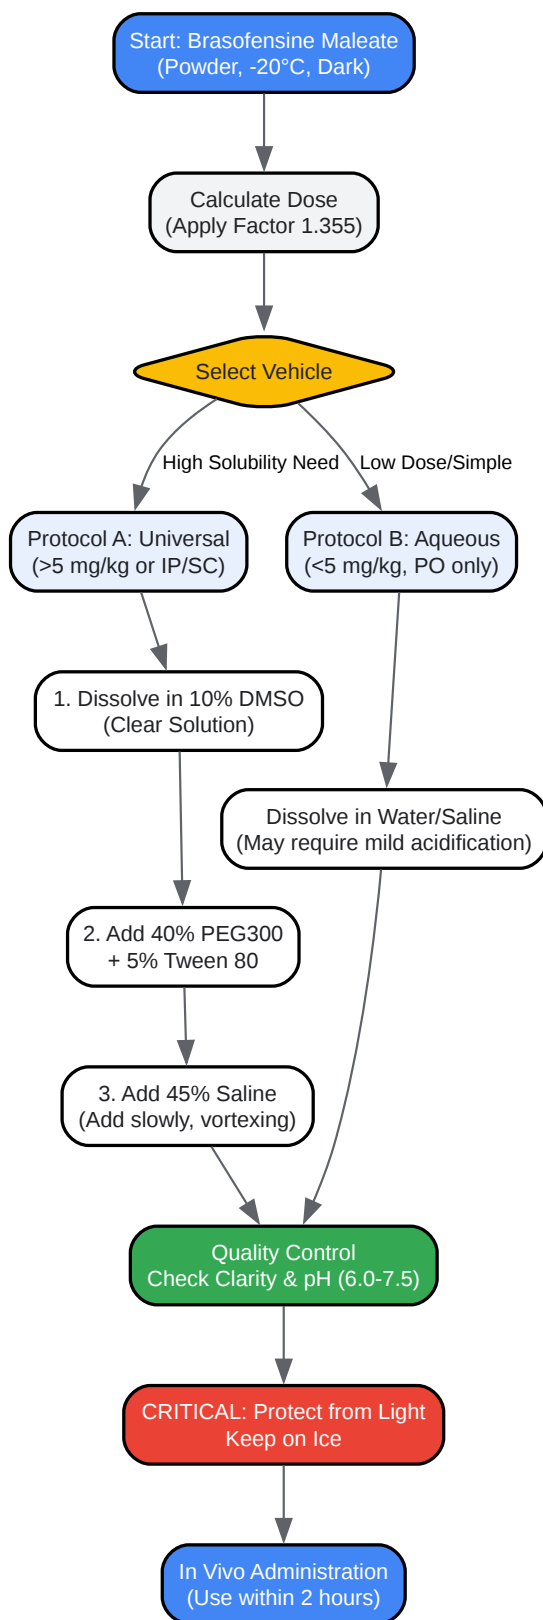 Start: Brasofensine Maleate
(Powder, -20°C, Dark)
Calculate Dose
(Apply Factor 1.355)
Select Vehicle
High Solubility Need
Low Dose/Simple
Protocol A: Universal
(>5 mg/kg or IP/SC)
Protocol B: Aqueous
(<5 mg/kg, PO only)
1. Dissolve in 10% DMSO
(Clear Solution)
Dissolve in Water/Saline
(May require mild acidification)
2. Add 40% PEG300
+ 5% Tween 80
3. Add 45% Saline
(Add slowly, vortexing)
Quality Control
Check Clarity & pH (6.0-7.5)
CRITICAL: Protect from Light
Keep on Ice
In Vivo Administration
(Use within 2 hours)